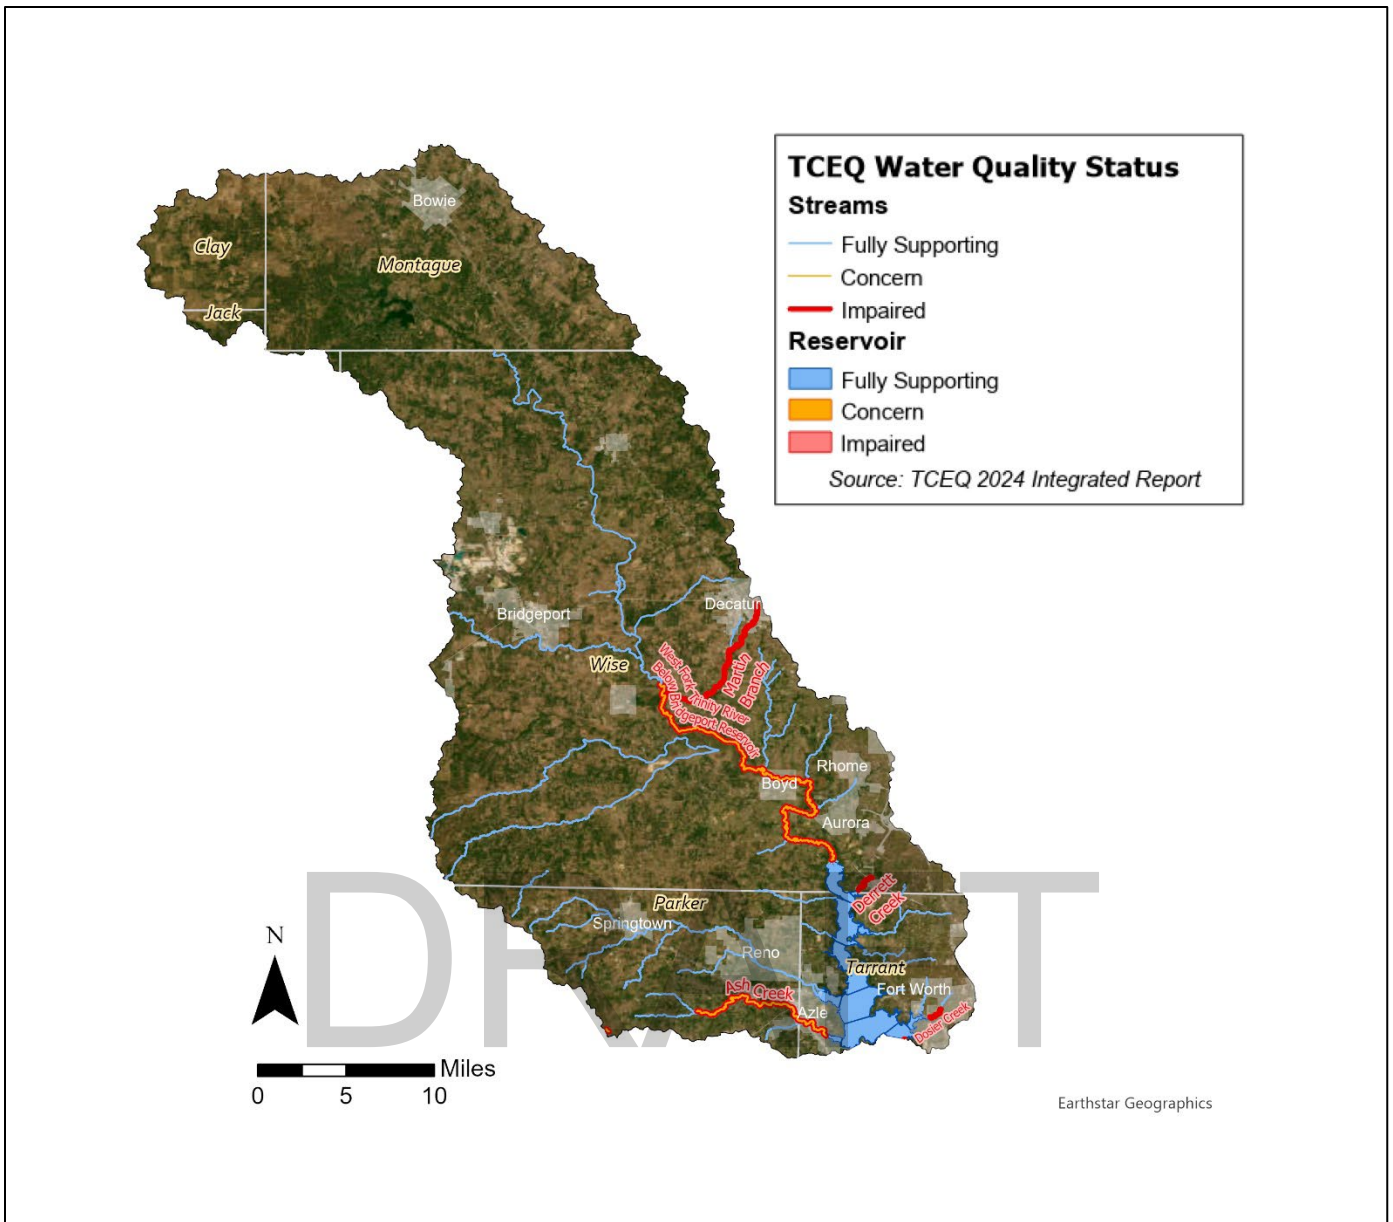 TCEQ Water Quality Status
Streams
Fully Supporting
Concern
Impaired
Reservoir
Fully Supporting
Concern
Impaired
Source: TCEQ 2024 Integrated Report
Bowie
Clay
Montague
Jack
Decatur
Bridgeport
Wise
West Fork Trinity River
Below Bridgeport Reservoir
Martin
Branch
Rhome
Boyd
Aurora
Derrett
Creek
Parker
Springtown
Reno
Tarrant
Fort Worth
Ash Creek
Azle
Dosier Creek
DRAFT
N
Miles
0 5 10
Earthstar Geographics